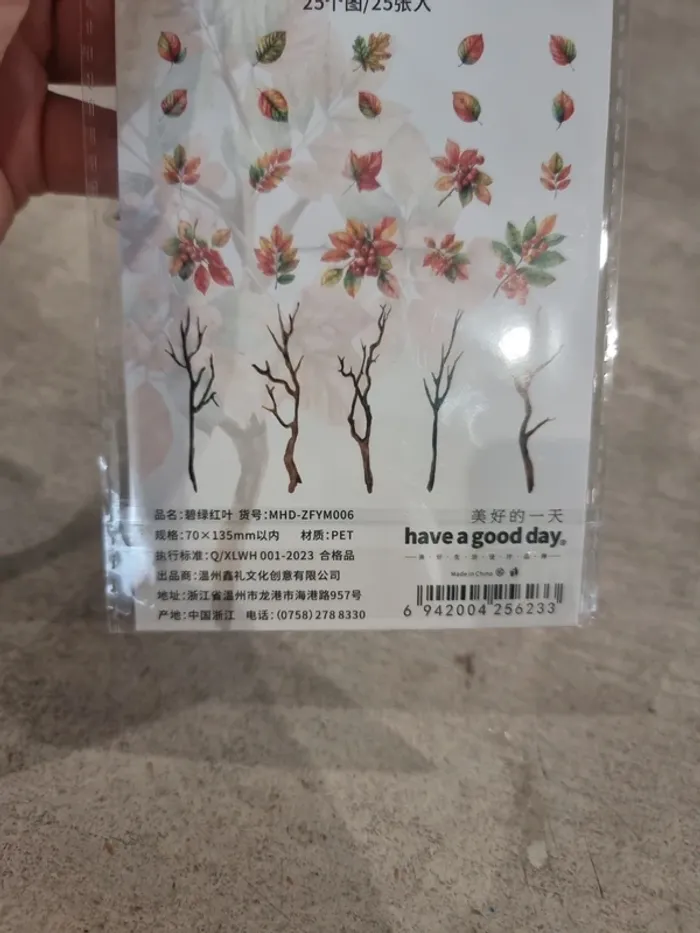 25个图/25张入
品名:碧绿红叶 货号:MHD-ZFYM006
规格:70×135mm以内 材质:PET
执行标准:Q/XLWH 001-2023 合格品
出品商:温州鑫礼文化创意有限公司
地址:浙江省温州市龙港市海港路957号
产地:中国浙江 电话:(0758)278 8330
美好的一天
have a good day®
Made in China
6 942004 256233